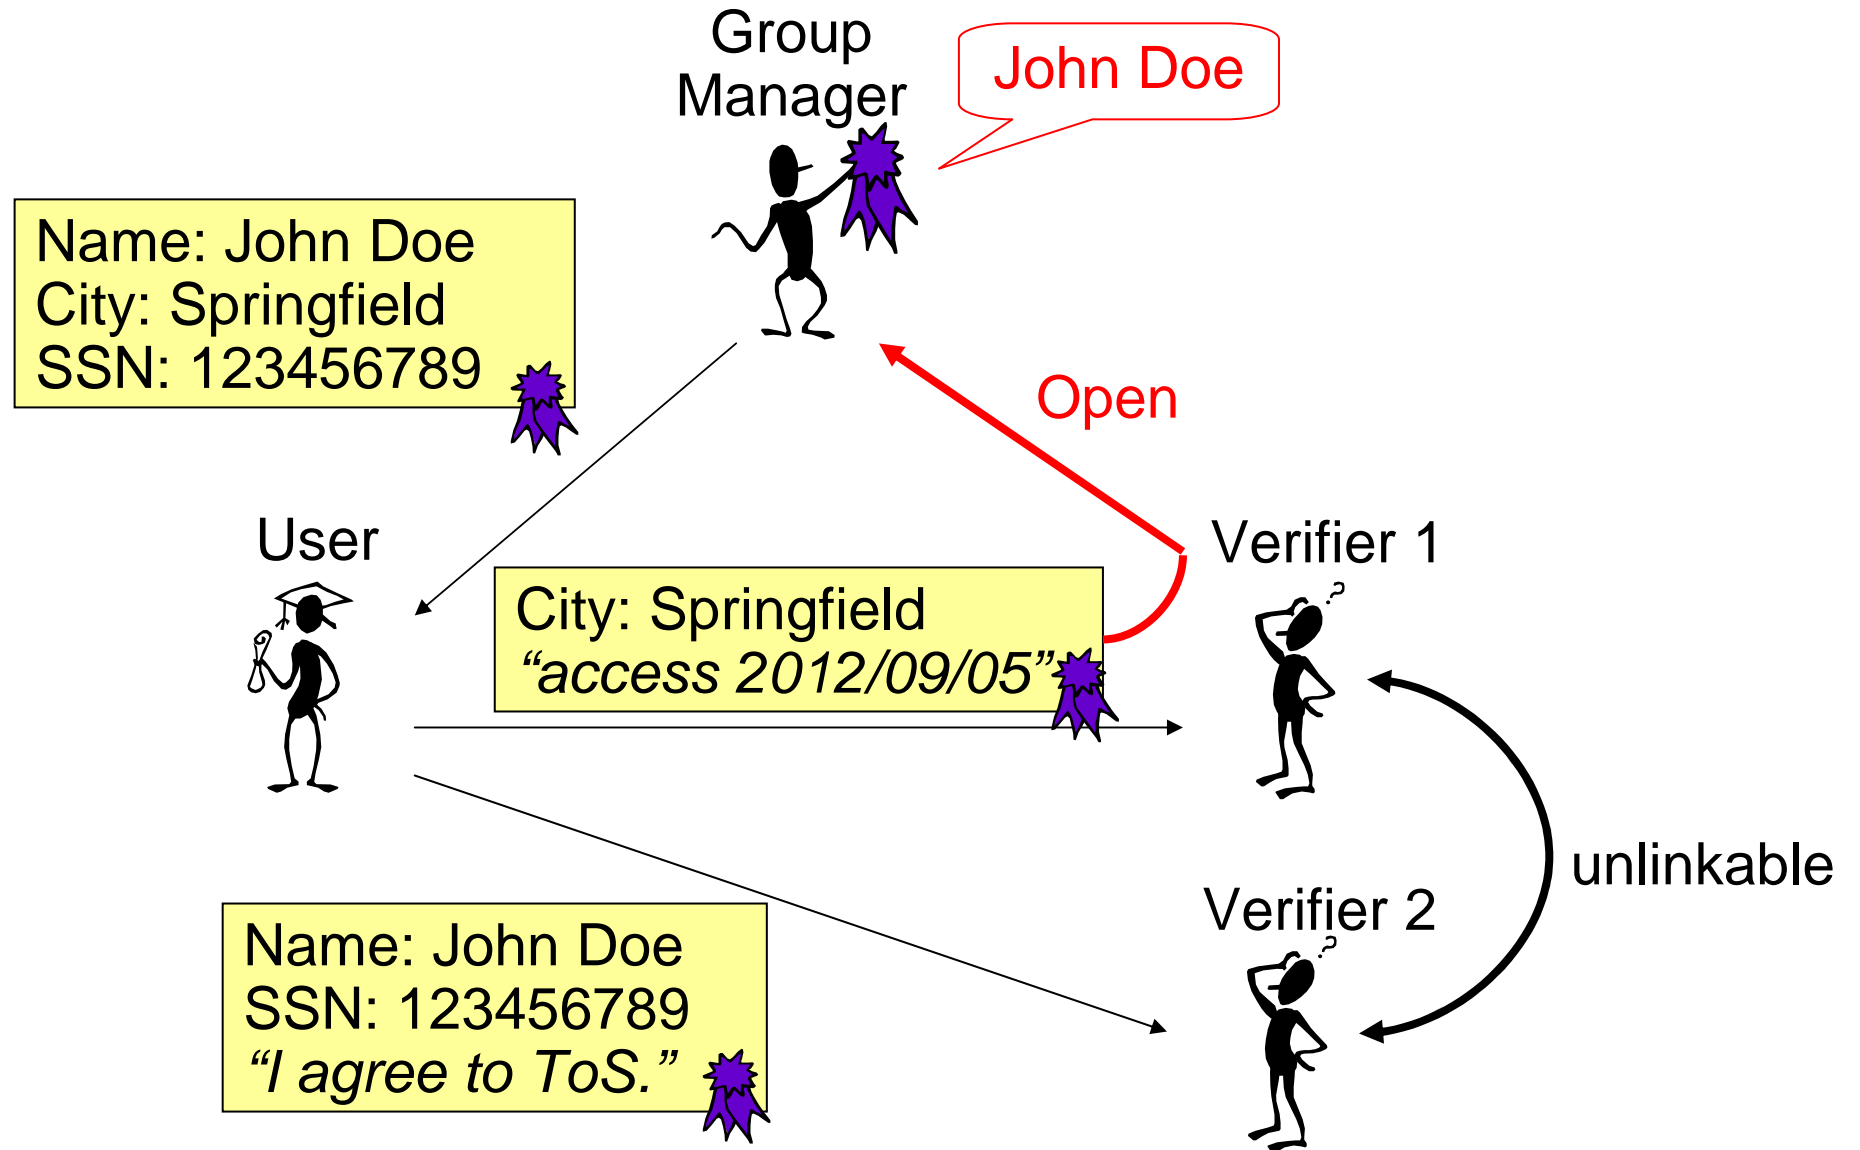 Group
Manager
John Doe
Name: John Doe
City: Springfield
SSN: 123456789
Open
User
Verifier 1
City: Springfield
“access 2012/09/05”
unlinkable
Verifier 2
Name: John Doe
SSN: 123456789
“I agree to ToS.”